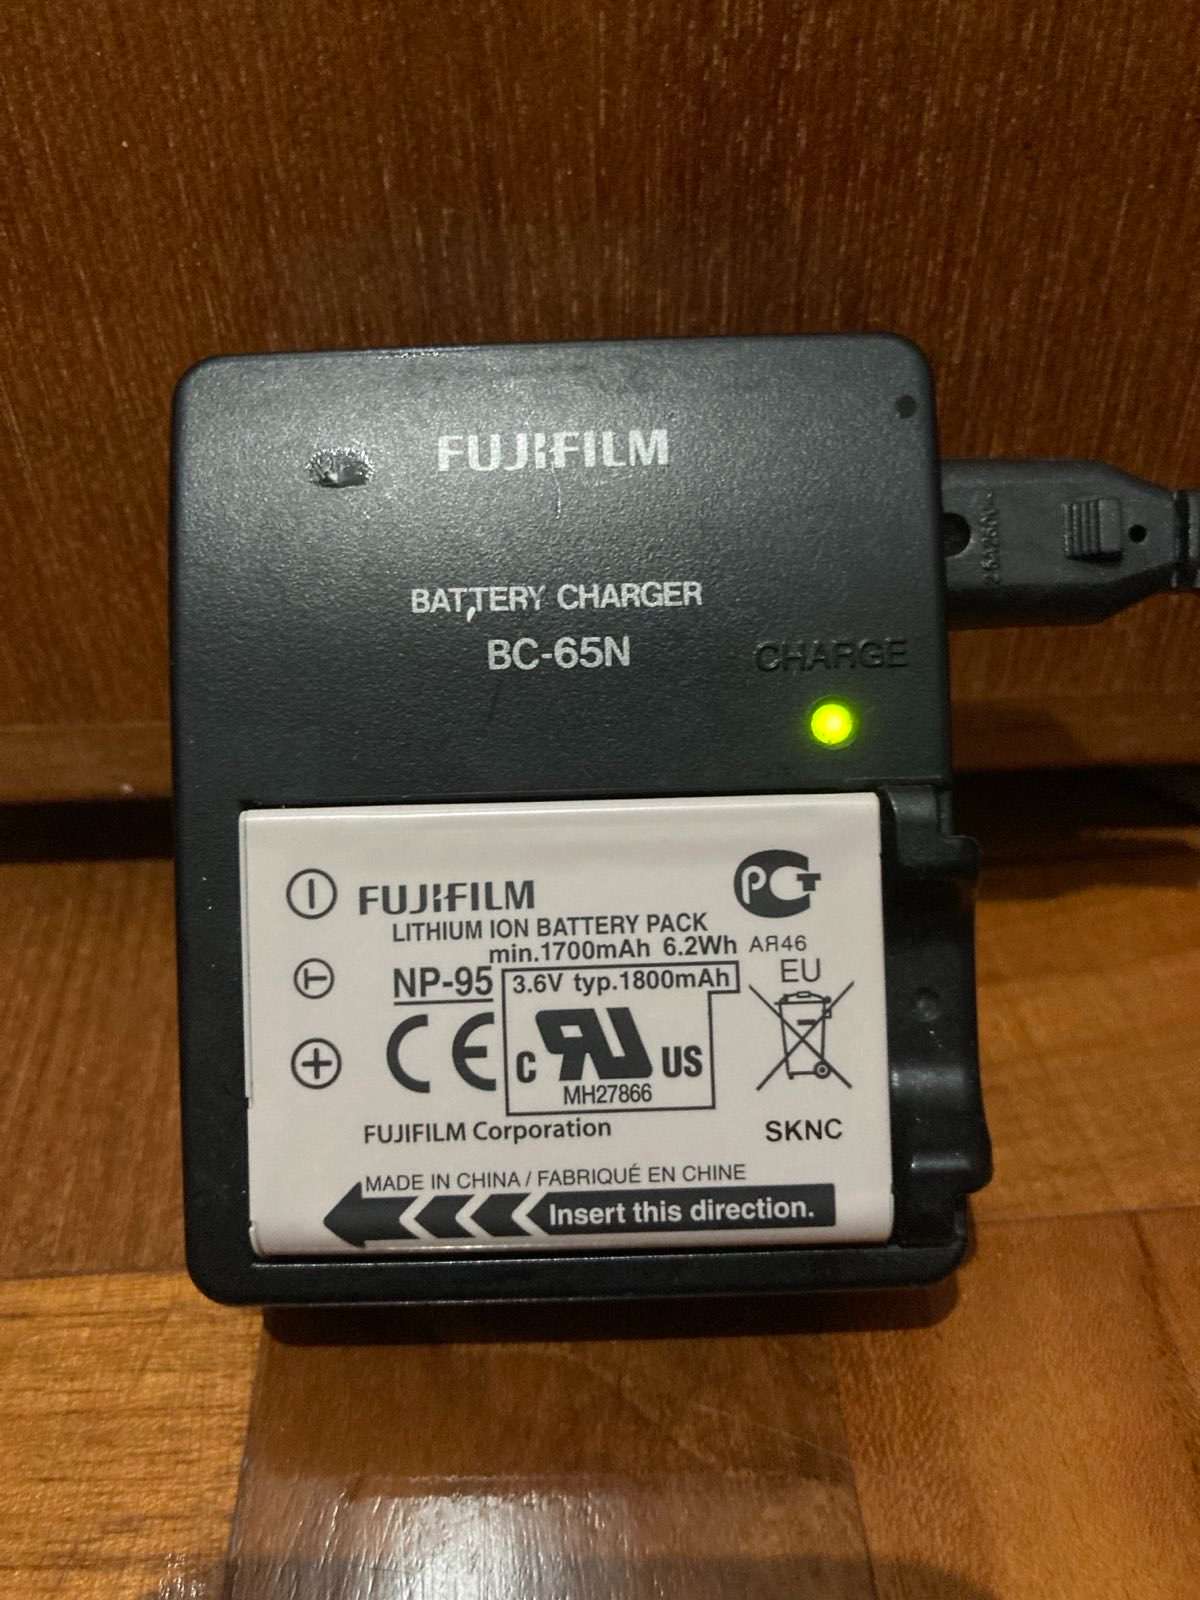 FUJIFILM
BATTERY CHARGER
BC-65N
CHARGE
FUJIFILM
LITHIUM ION BATTERY PACK
min.1700mAh 6.2Wh
NP-95
3.6V typ.1800mAh
РСТ
АЯ46
EU
CE
c RU US
MH27866
FUJIFILM Corporation
SKNC
MADE IN CHINA / FABRIQUÉ EN CHINE
Insert this direction.